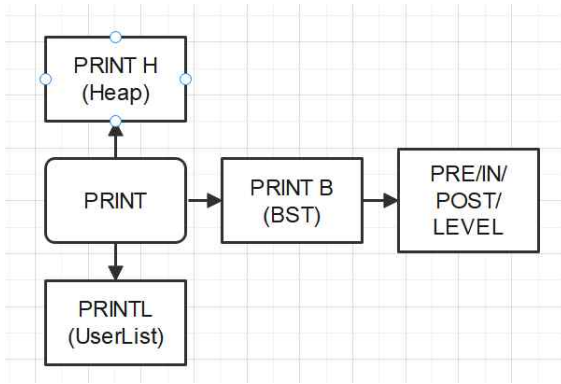 PRINT H
(Heap)
PRINT
PRINT B
(BST)
PRE/IN/
POST/
LEVEL
PRINTL
(UserList)